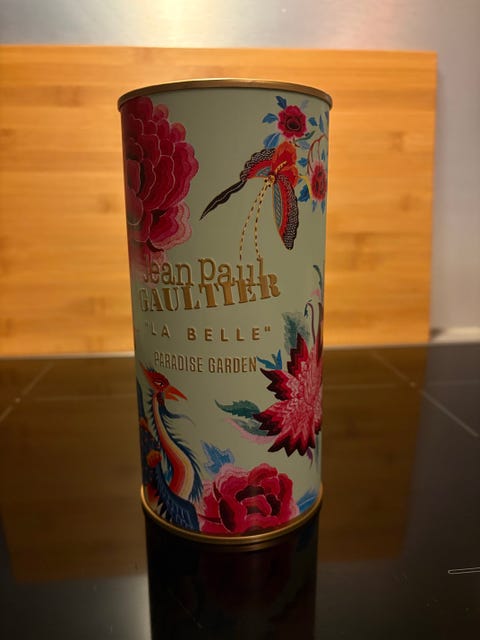 Jean Paul
GAULTIER
"LA BELLE"
PARADISE GARDEN